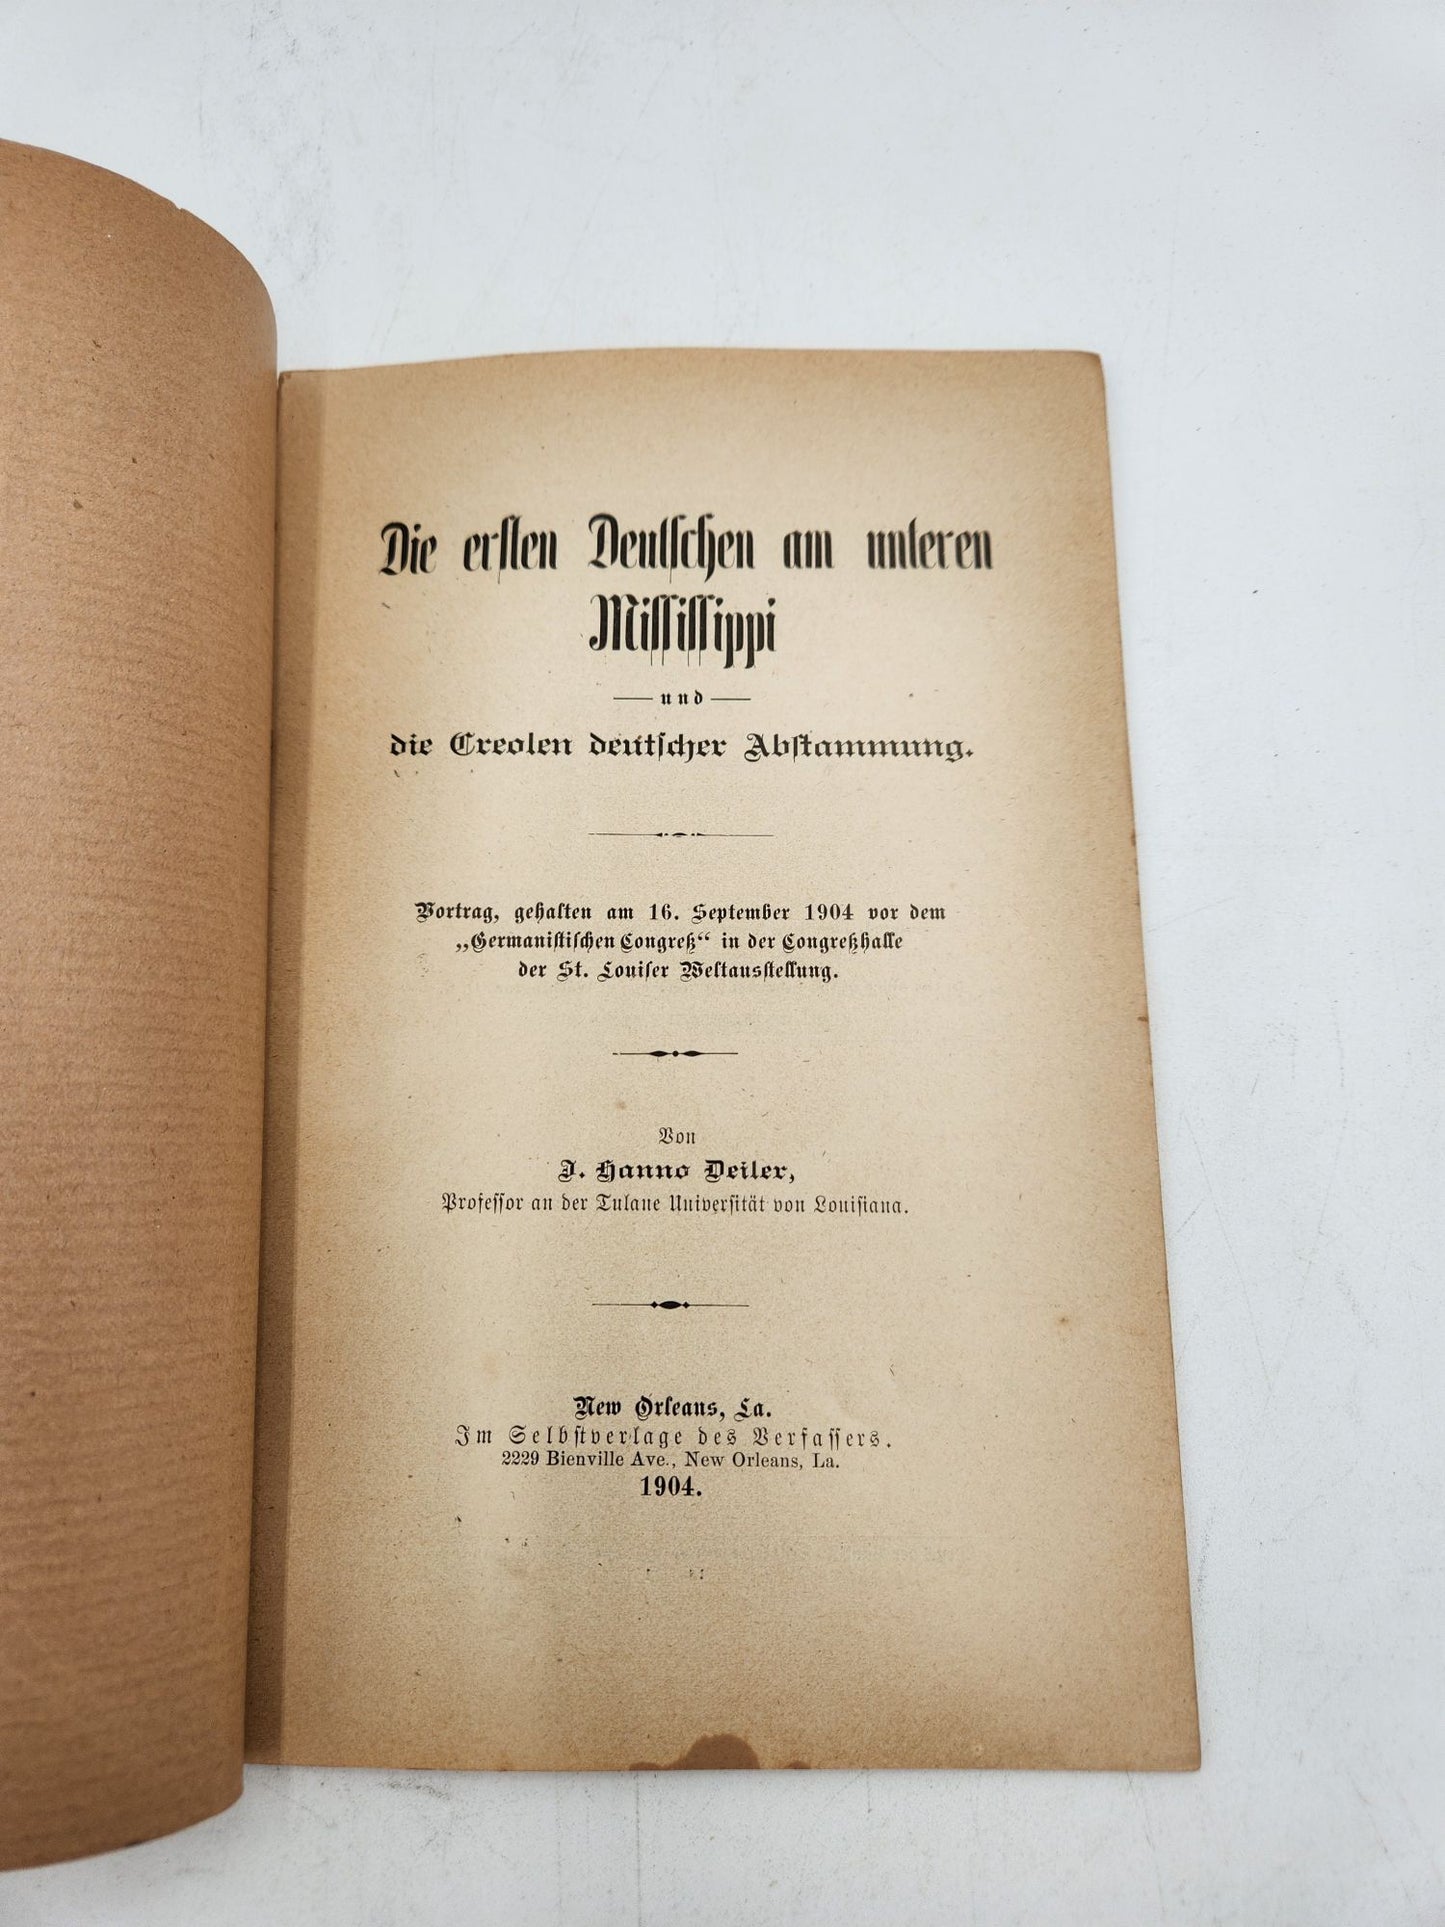 Die ersten Deutschen am unteren
Mississippi
und
die Creolen deutscher Abstammung.
Vortrag, gehalten am 16. September 1904 vor dem
„Germanistischen Congreß“ in der Congreßhalle
der St. Louiser Weltausstellung.
Von
J. Hanno Deiler,
Professor an der Tulane Universität von Louisiana.
New Orleans, La.
Im Selbstverlage des Verfassers.
2229 Bienville Ave., New Orleans, La.
1904.